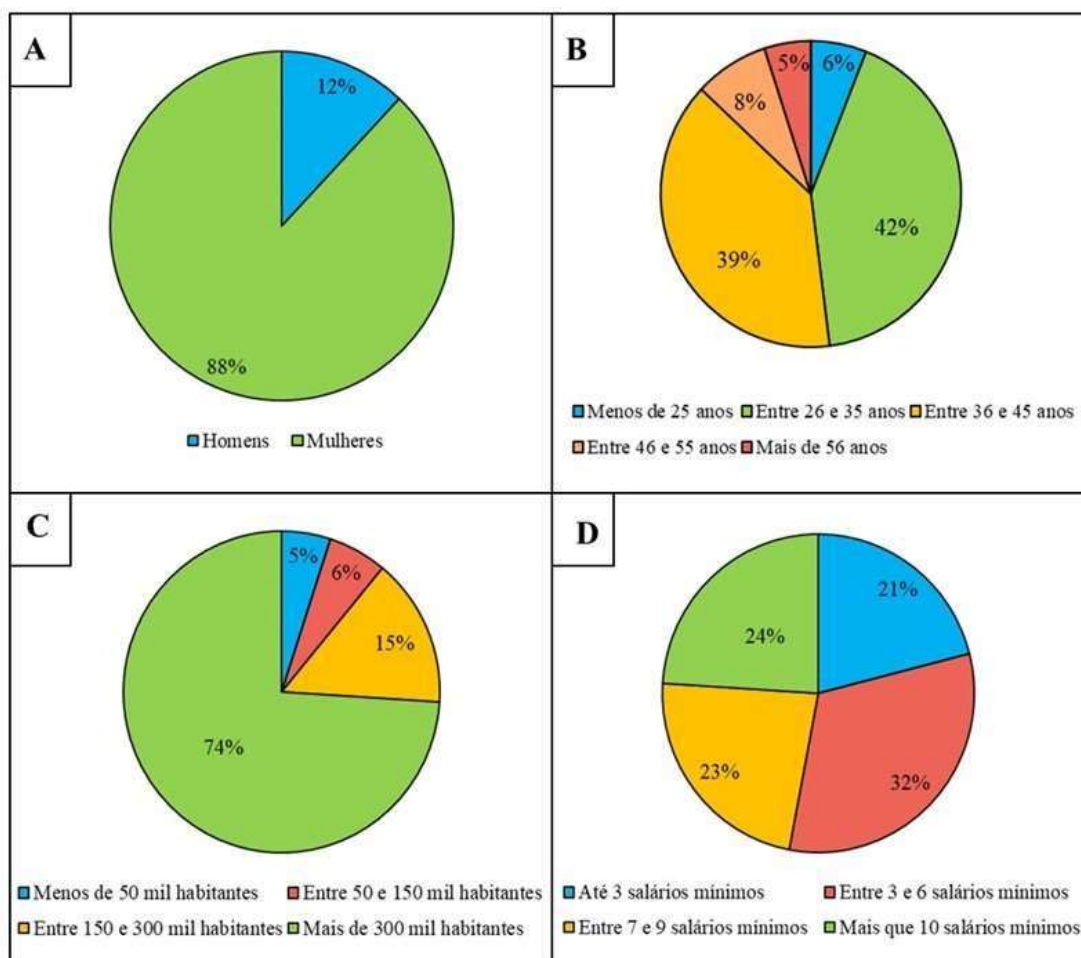 A
12%
88%
Homens Mulheres
B
5% 6%
8%
42%
39%
Menos de 25 anos Entre 26 e 35 anos Entre 36 e 45 anos
Entre 46 e 55 anos Mais de 56 anos
C
5%
6%
15%
74%
Menos de 50 mil habitantes Entre 50 e 150 mil habitantes
Entre 150 e 300 mil habitantes Mais de 300 mil habitantes
D
21%
24%
23%
32%
Até 3 salários mínimos Entre 3 e 6 salários mínimos
Entre 7 e 9 salários mínimos Mais que 10 salários mínimos